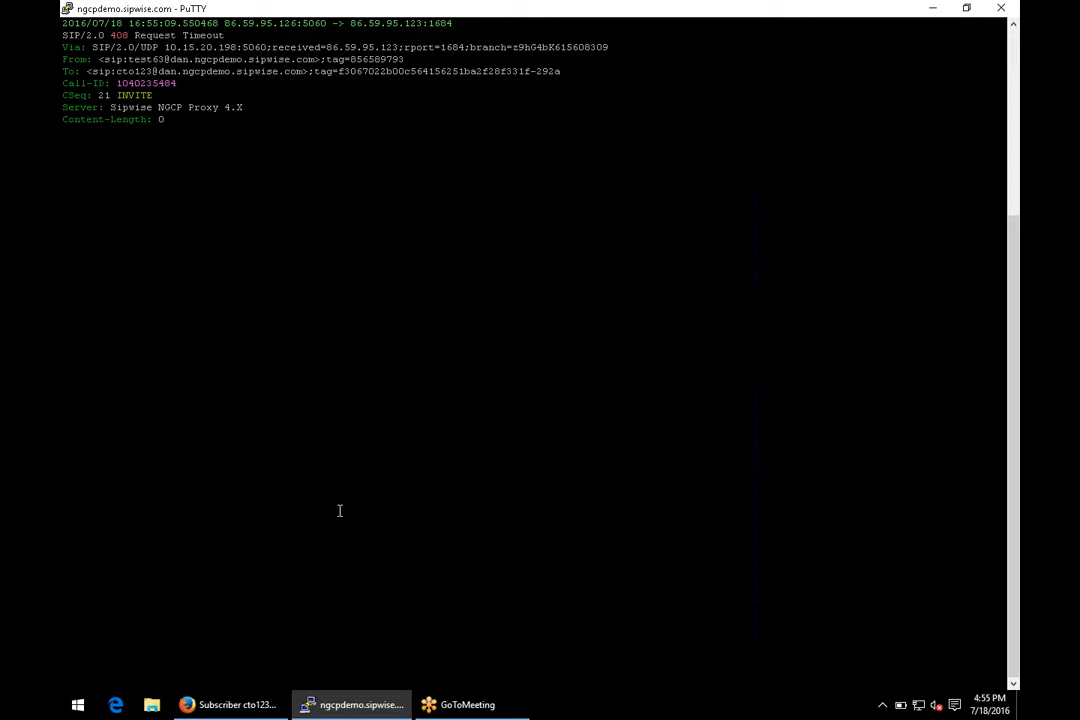 ngcpdemo.sipwise.com - PuTTY
2016/07/18 16:55:09.550468 86.59.95.126:5060 -> 86.59.95.123:1684
SIP/2.0 408 Request Timeout
Via: SIP/2.0/UDP 10.15.20.198:5060;received=86.59.95.123;rport=1684;branch=z9hG4bK615608309
From: <sip:test63@dan.ngcpdemo.sipwise.com>;tag=856589793
To: <sip:cto123@dan.ngcpdemo.sipwise.com>;tag=f3067022b00c564156251ba2f28f331f-292a
Call-ID: 1040235484
CSeq: 21 INVITE
Server: Sipwise NGCP Proxy 4.X
Content-Length: 0
Subscriber cto123...
ngcpdemo.sipwise....
GoToMeeting
4:55 PM
7/18/2016